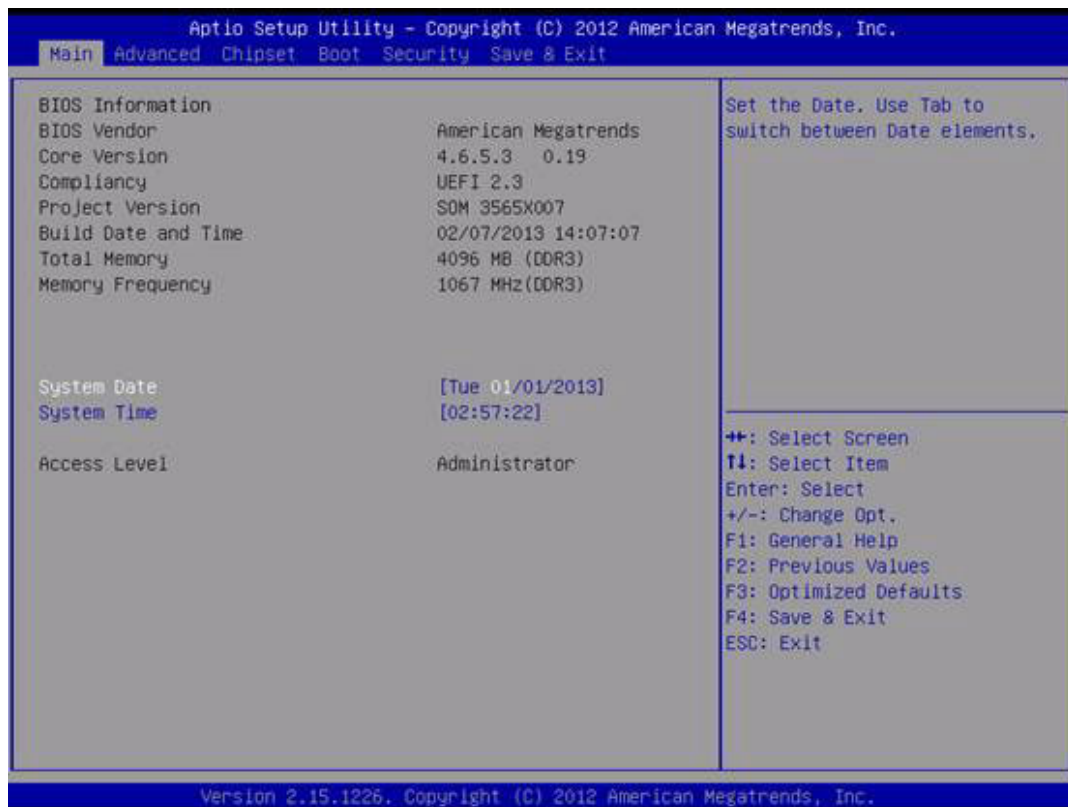 Aptio Setup Utility - Copyright (C) 2012 American Megatrends, Inc.
Main Advanced Chipset Boot Security Save & Exit
BIOS Information
BIOS Vendor American Megatrends
Core Version 4.6.5.3 0.19
Compliancy UEFI 2.3
Project Version SOM 3565X007
Build Date and Time 02/07/2013 14:07:07
Total Memory 4096 MB (DDR3)
Memory Frequency 1067 MHz(DDR3)
System Date [Tue 01/01/2013]
System Time [02:57:22]
Access Level Administrator
Set the Date. Use Tab to
switch between Date elements.
→←: Select Screen
↑↓: Select Item
Enter: Select
+/-: Change Opt.
F1: General Help
F2: Previous Values
F3: Optimized Defaults
F4: Save & Exit
ESC: Exit
Version 2.15.1226. Copyright (C) 2012 American Megatrends, Inc.